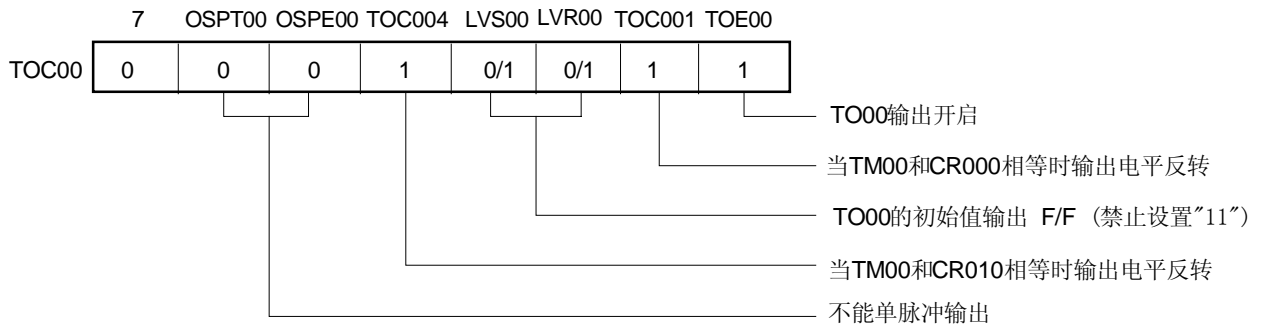 7 OSPT00 OSPE00 TOC004 LVS00 LVR00 TOC001 TOE00
TOC00 0 0 0 1 0/1 0/1 1 1
TO00输出开启
当TM00和CR000相等时输出电平反转
TO00的初始值输出 F/F (禁止设置"11")
当TM00和CR010相等时输出电平反转
不能单脉冲输出